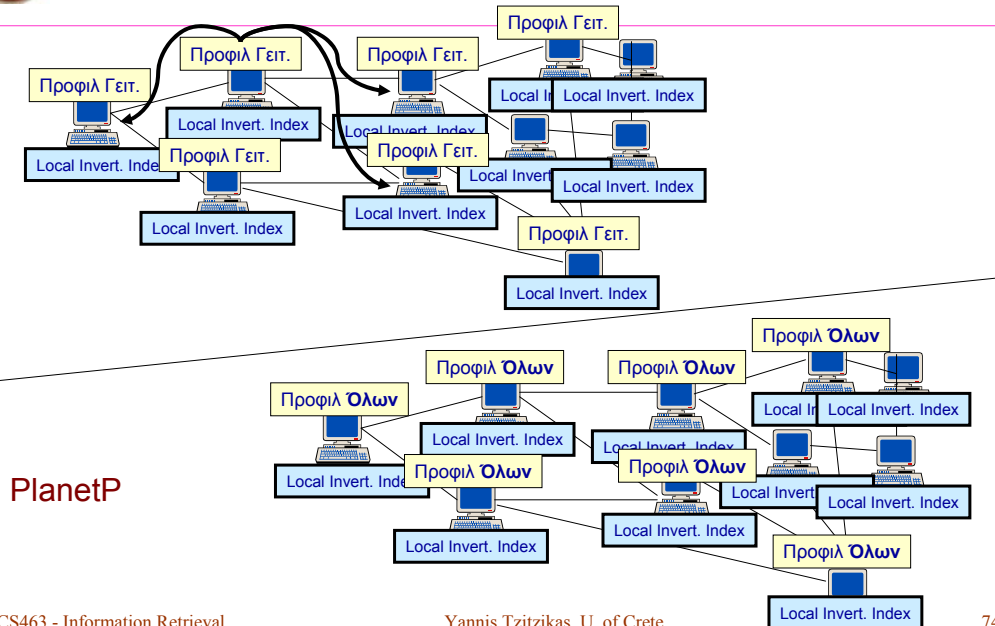 Προφιλ Γειτ.
Προφιλ Γειτ.
Προφιλ Γειτ.
Προφιλ Γειτ.
Local Invert. Index
Local Invert. Index
Local Invert. Index
Local Invert. Index
Προφιλ Γειτ.
Προφιλ Γειτ.
Local Invert. Index
Local Invert. Index
Local Invert. Index
Local Invert. Index
Προφιλ Γειτ.
Local Invert. Index
Προφιλ Όλων
Προφιλ Όλων
Προφιλ Όλων
Προφιλ Όλων
Local Invert. Index
Local Invert. Index
Local Invert. Index
Προφιλ Όλων
Προφιλ Όλων
Local Invert. Index
Local Invert
Local Invert. Index
PlanetP
Local Invert. Index
Προφιλ Όλων
Local Invert. Index
CS463 - Information Retrieval
Yannis Tzitzikas, U. of Crete
74